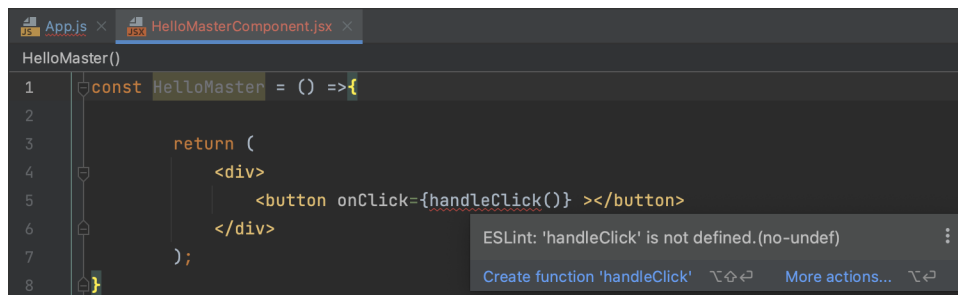 App.js HelloMasterComponent.jsx
HelloMaster()
1 const HelloMaster = () =>{
2
3 return (
4 <div>
5 <button onClick={handleClick()} ></button>
6 </div>
7 );
8 }
ESLint: 'handleClick' is not defined.(no-undef)
Create function 'handleClick' ⌥⇧⏎ More actions... ⌥⏎